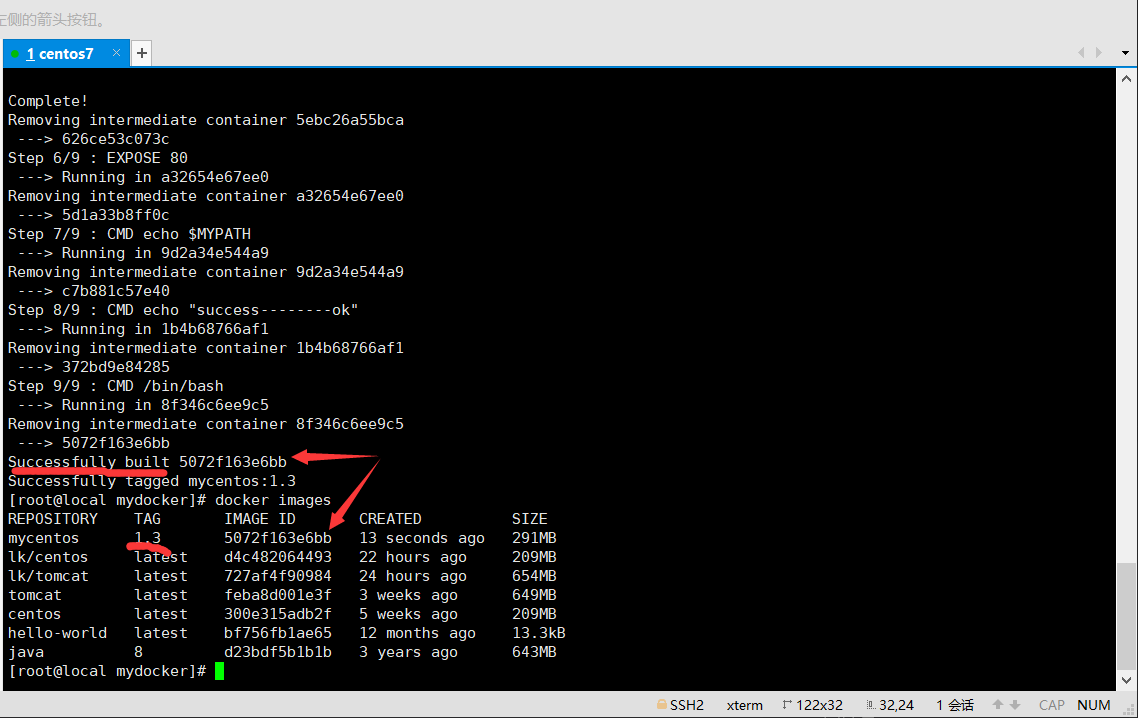 左侧的箭头按钮。
1 centos7 × +
Complete!
Removing intermediate container 5ebc26a55bca
 ---> 626ce53c073c
Step 6/9 : EXPOSE 80
 ---> Running in a32654e67ee0
Removing intermediate container a32654e67ee0
 ---> 5d1a33b8ff0c
Step 7/9 : CMD echo $MYPATH
 ---> Running in 9d2a34e544a9
Removing intermediate container 9d2a34e544a9
 ---> c7b881c57e40
Step 8/9 : CMD echo "success--------ok"
 ---> Running in 1b4b68766af1
Removing intermediate container 1b4b68766af1
 ---> 372bd9e84285
Step 9/9 : CMD /bin/bash
 ---> Running in 8f346c6ee9c5
Removing intermediate container 8f346c6ee9c5
 ---> 5072f163e6bb
Successfully built 5072f163e6bb
Successfully tagged mycentos:1.3
[root@local mydocker]# docker images
REPOSITORY    TAG       IMAGE ID       CREATED          SIZE
mycentos      1.3       5072f163e6bb   13 seconds ago   291MB
lk/centos     latest    d4c482064493   22 hours ago     209MB
lk/tomcat     latest    727af4f90984   24 hours ago     654MB
tomcat        latest    feba8d001e3f   3 weeks ago      649MB
centos        latest    300e315adb2f   5 weeks ago      209MB
hello-world   latest    bf756fb1ae65   12 months ago    13.3kB
java          8         d23bdf5b1b1b   3 years ago      643MB
[root@local mydocker]#
SSH2 xterm 122x32 32,24 1 会话 CAP NUM